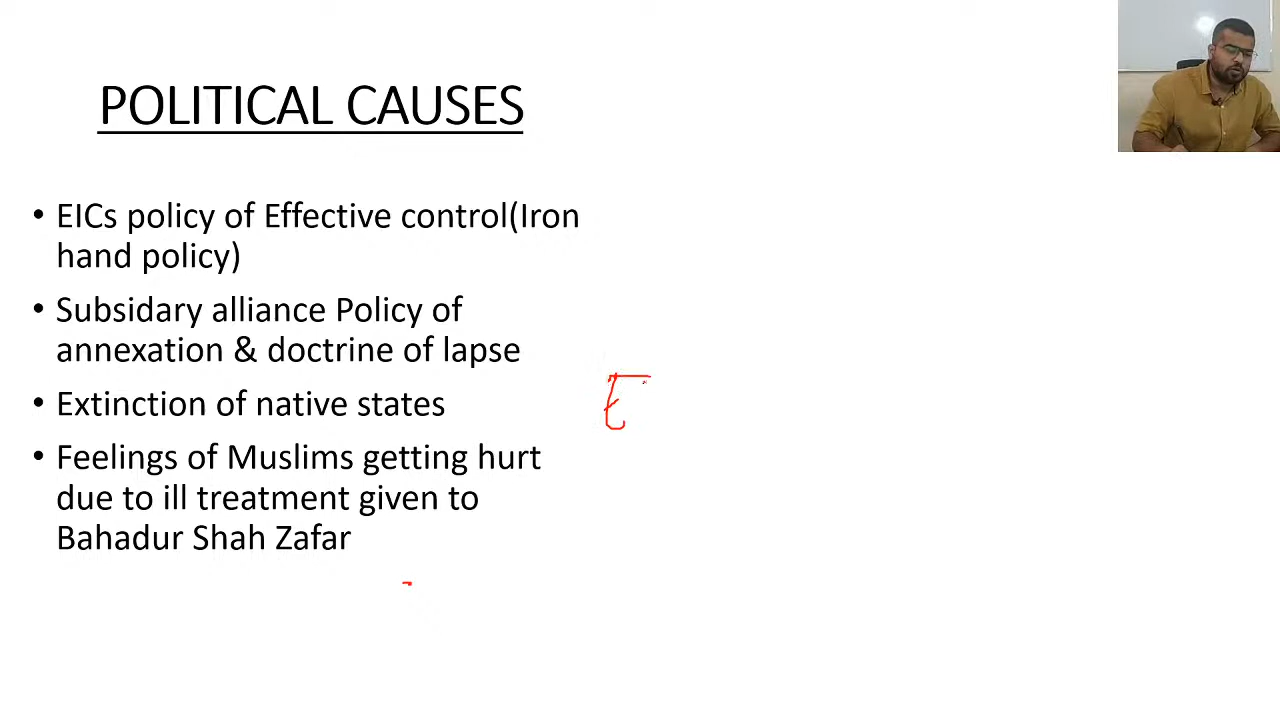 POLITICAL CAUSES
• EICs policy of Effective control(Iron
hand policy)
• Subsidary alliance Policy of
annexation & doctrine of lapse
• Extinction of native states
• Feelings of Muslims getting hurt
due to ill treatment given to
Bahadur Shah Zafar